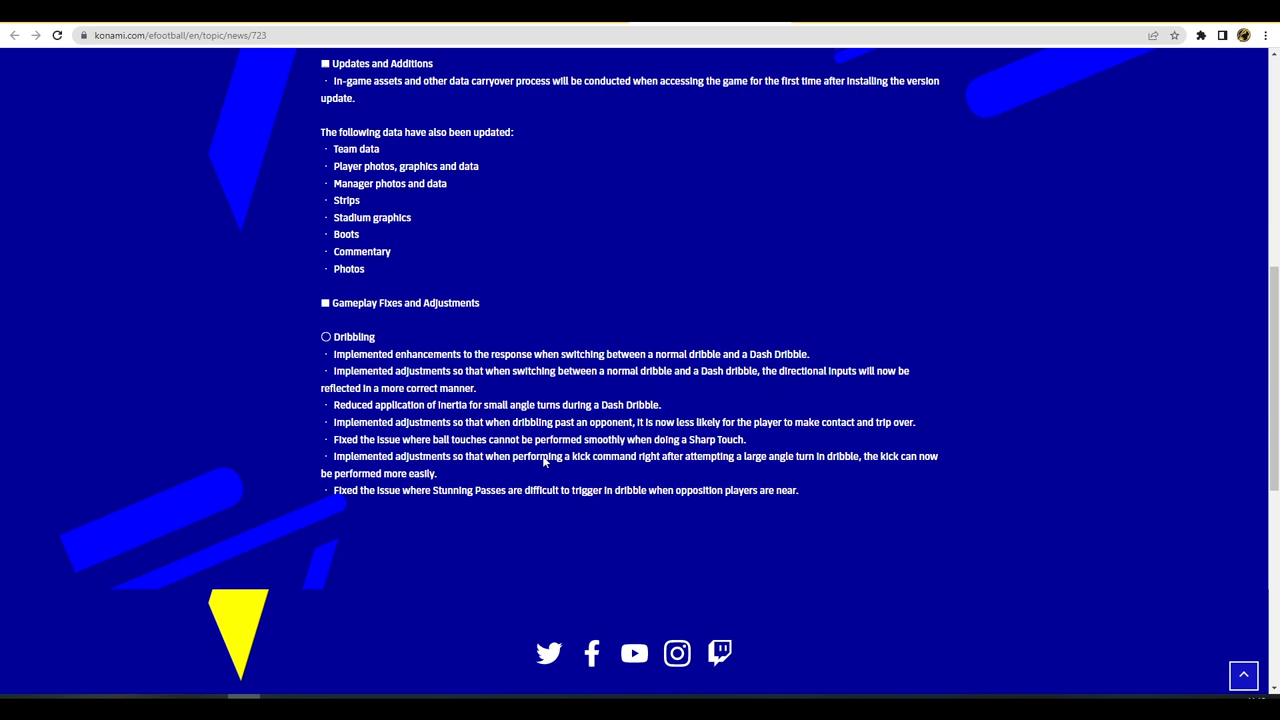 konami.com/efootball/en/topic/news/723
■ Updates and Additions
・ In-game assets and other data carryover process will be conducted when accessing the game for the first time after installing the version
update.
The following data have also been updated:
・ Team data
・ Player photos, graphics and data
・ Manager photos and data
・ Strips
・ Stadium graphics
・ Boots
・ Commentary
・ Photos
■ Gameplay Fixes and Adjustments
○ Dribbling
・ Implemented enhancements to the response when switching between a normal dribble and a Dash Dribble.
・ Implemented adjustments so that when switching between a normal dribble and a Dash dribble, the directional inputs will now be
reflected in a more correct manner.
・ Reduced application of inertia for small angle turns during a Dash Dribble.
・ Implemented adjustments so that when dribbling past an opponent, it is now less likely for the player to make contact and trip over.
・ Fixed the issue where ball touches cannot be performed smoothly when doing a Sharp Touch.
・ Implemented adjustments so that when performing a kick command right after attempting a large angle turn in dribble, the kick can now
be performed more easily.
・ Fixed the issue where Stunning Passes are difficult to trigger in dribble when opposition players are near.